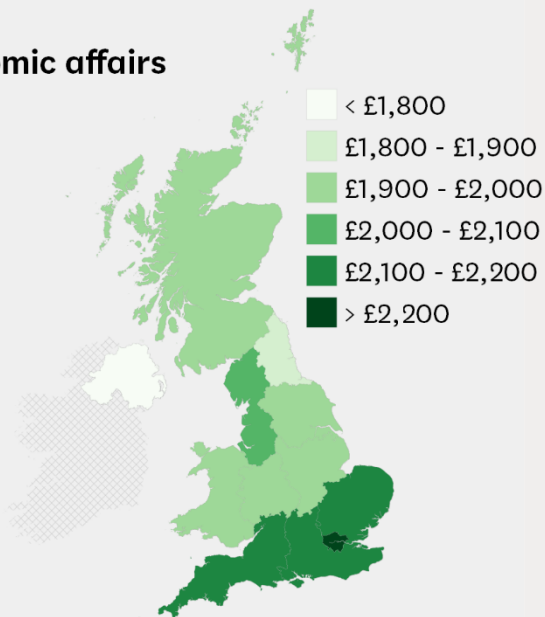 mic affairs
< £1,800
£1,800 - £1,900
£1,900 - £2,000
£2,000 - £2,100
£2,100 - £2,200
> £2,200